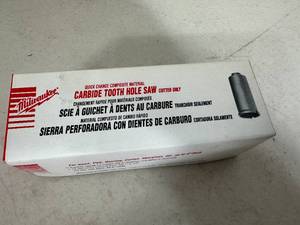 Milwaukee
QUICK CHANGE COMPOSITE MATERIAL
CARBIDE TOOTH HOLE SAW CUTTER ONLY
CHANGEMENT RAPIDE POUR MATÉRIAUX COMPOSÉS
SCIE À GUICHET À DENTS AU CARBURE TRANCHOIR SEULEMENT
MATERIAL COMPUESTO DE CAMBIO RÁPIDO
SIERRA PERFORADORA CON DIENTES DE CARBURO CORTADORA SOLAMENTE